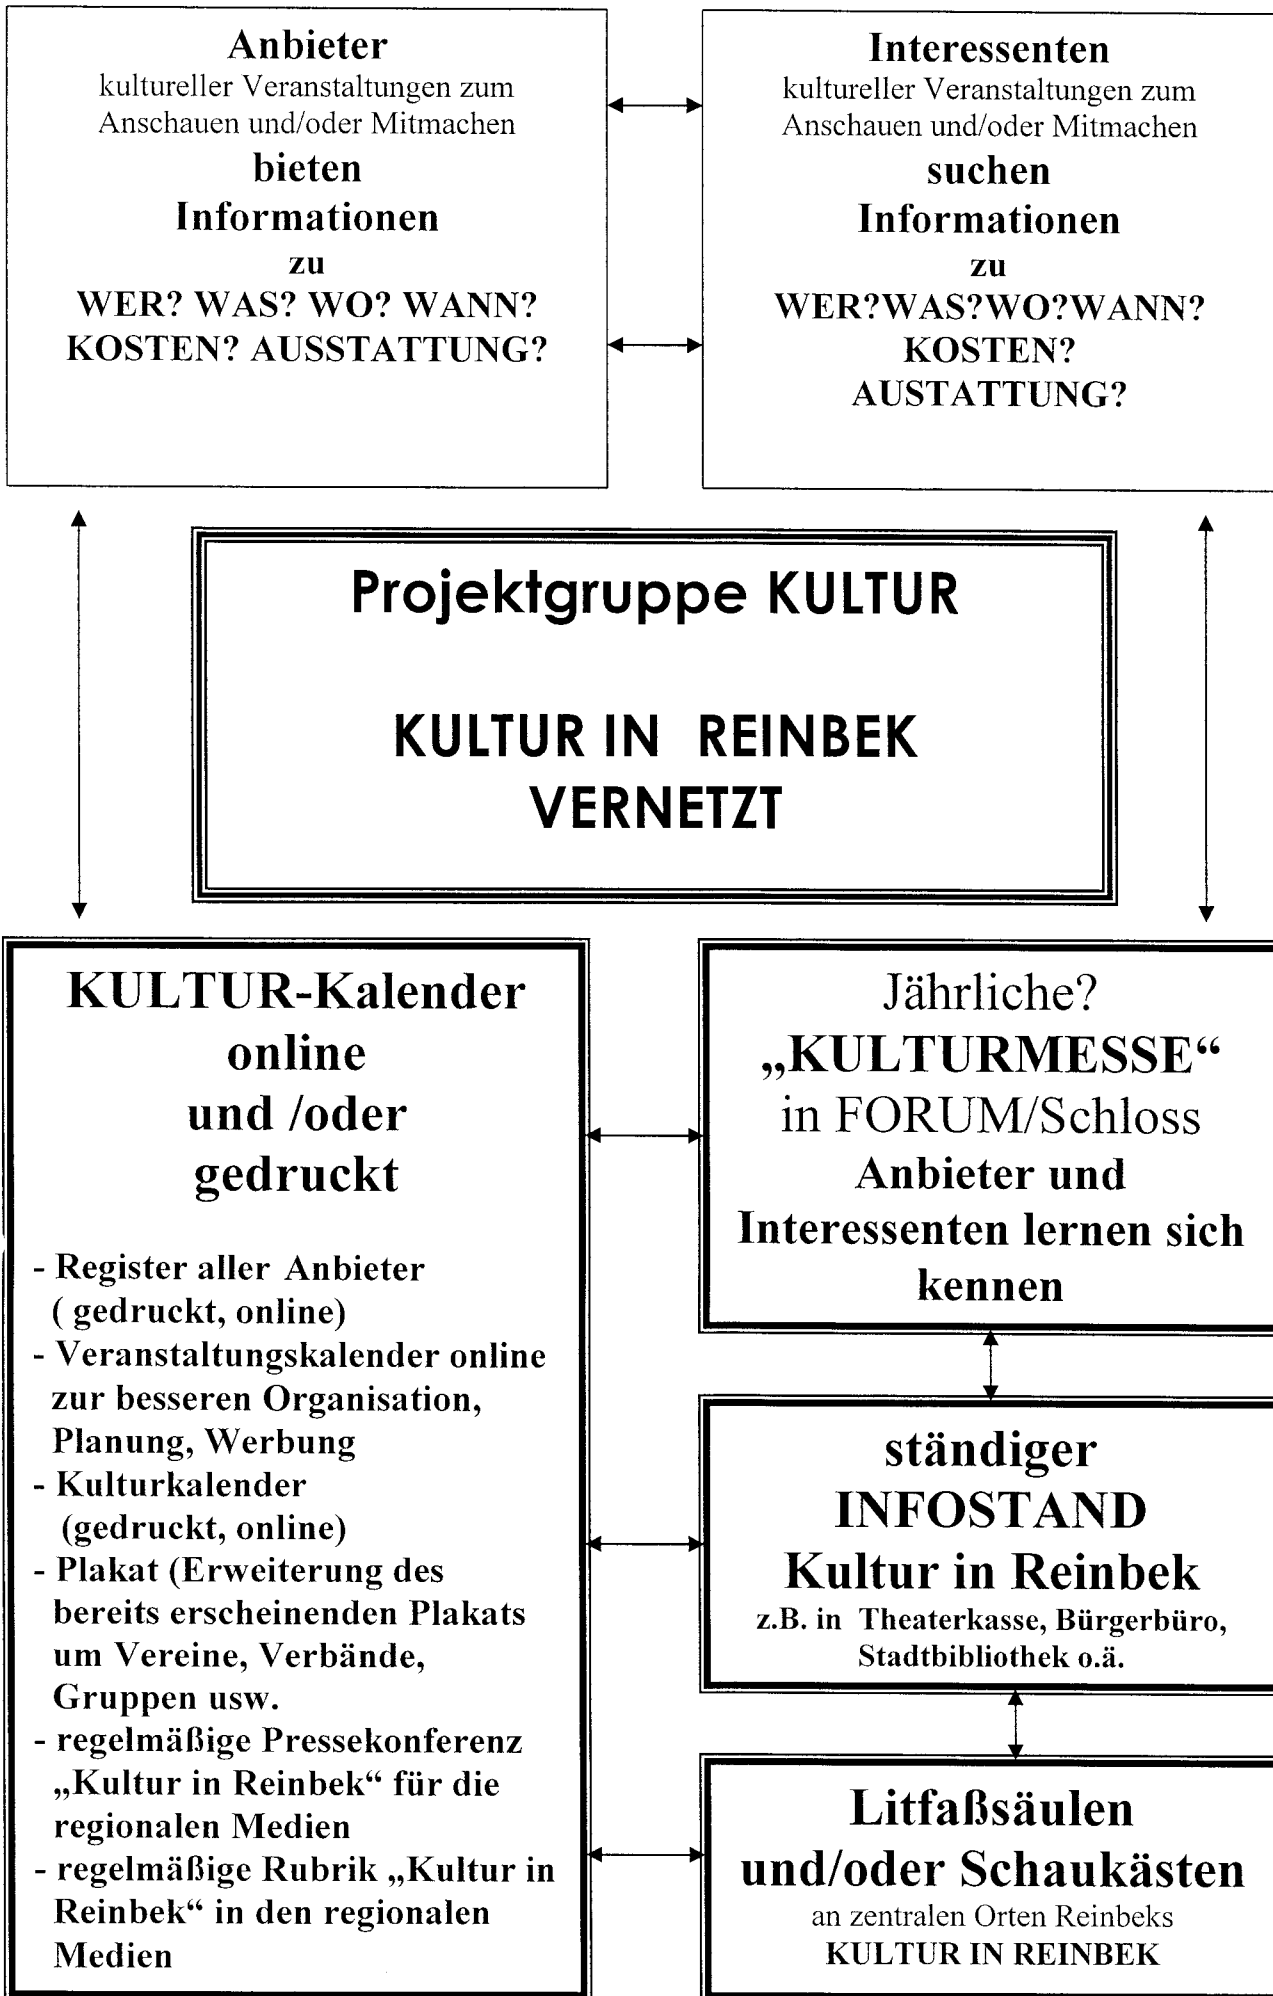 Anbieter
kultureller Veranstaltungen zum
Anschauen und/oder Mitmachen
bieten
Informationen
zu
WER? WAS? WO? WANN?
KOSTEN? AUSSTATTUNG?
Interessenten
kultureller Veranstaltungen zum
Anschauen und/oder Mitmachen
suchen
Informationen
zu
WER?WAS?WO?WANN?
KOSTEN?
AUSTATTUNG?
Projektgruppe KULTUR
KULTUR IN REINBEK
VERNETZT
KULTUR-Kalender
online
und /oder
gedruckt
- Register aller Anbieter
( gedruckt, online)
- Veranstaltungskalender online
zur besseren Organisation,
Planung, Werbung
- Kulturkalender
(gedruckt, online)
- Plakat (Erweiterung des
bereits erscheinenden Plakats
um Vereine, Verbände,
Gruppen usw.
- regelmäßige Pressekonferenz
„Kultur in Reinbek“ für die
regionalen Medien
- regelmäßige Rubrik „Kultur in
Reinbek“ in den regionalen
Medien
Jährliche?
„KULTURMESSE“
in FORUM/Schloss
Anbieter und
Interessenten lernen sich
kennen
ständiger
INFOSTAND
Kultur in Reinbek
z.B. in Theaterkasse, Bürgerbüro,
Stadtbibliothek o.ä.
Litfaßsäulen
und/oder Schaukästen
an zentralen Orten Reinbeks
KULTUR IN REINBEK